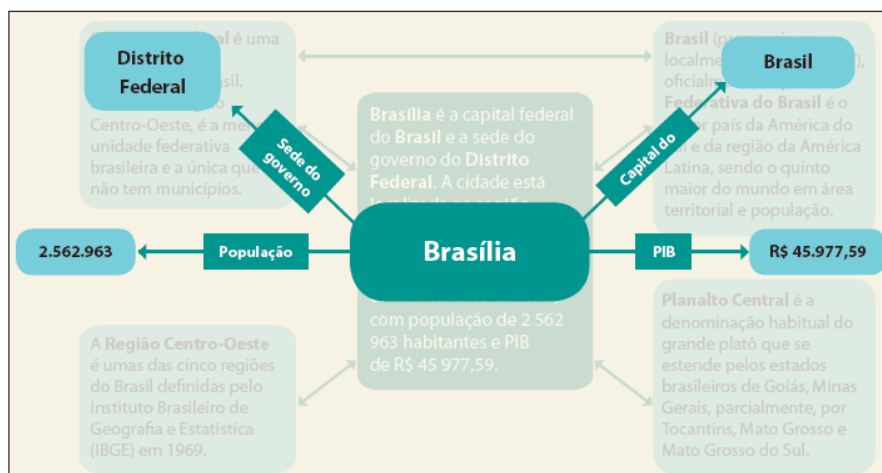 Distrito
Federal
é uma
Centro-Oeste, é a
unidade federativa
brasileira e a única que
não tem municípios.
Sede do
governo
Brasil
Brasil
Federativa do Brasil é o
país da América do
e da região da América
Latina, sendo o quinto
maior do mundo em área
territorial e população.
Capital do
Brasília é a capital federal
do Brasil e a sede do
governo do Distrito
Federal. A cidade está
Brasília
2.562.963
População
PIB
R$ 45.977,59
com população de 2 562
963 habitantes e PIB
de R$ 45 977,59.
A Região Centro-Oeste
é umas das cinco regiões
do Brasil definidas pelo
Instituto Brasileiro de
Geografia e Estatística
(IBGE) em 1969.
Planalto Central é a
denominação habitual do
grande platô que se
estende pelos estados
brasileiros de Goiás, Minas
Gerais, parcialmente, por
Tocantins, Mato Grosso e
Mato Grosso do Sul.